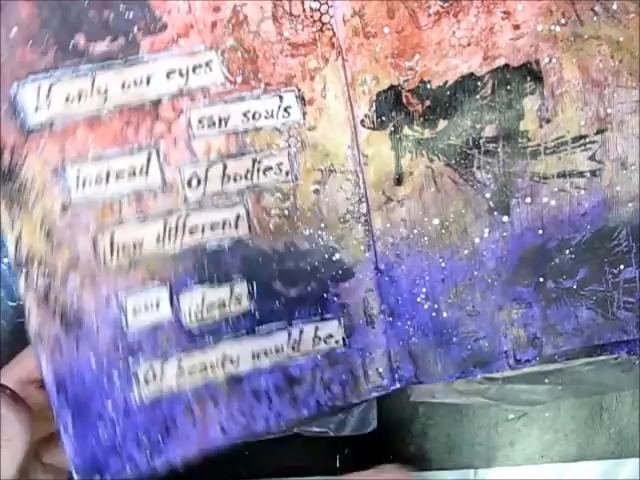 If only our eyes
saw souls
instead of bodies,
how different
our ideals
Of beauty would be.